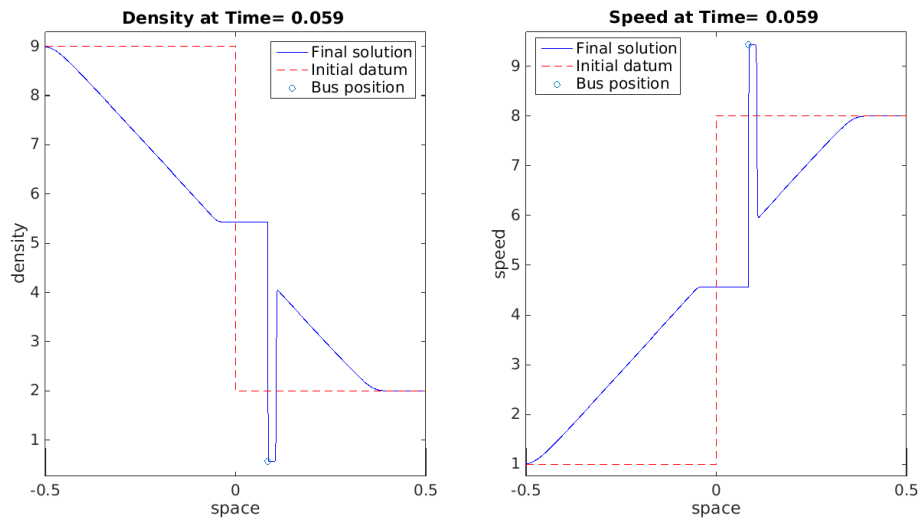 Density at Time= 0.059
9
8
7
6
5
4
3
2
1
density
-0.5
0
0.5
space
Final solution
Initial datum
Bus position
Speed at Time= 0.059
9
8
7
6
5
4
3
2
1
speed
-0.5
0
0.5
space
Final solution
Initial datum
Bus position